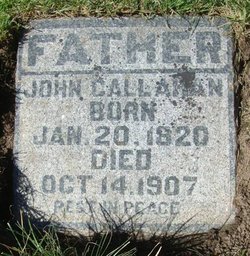 FATHER
JOHN CALLAHAN
BORN
JAN. 20, 1820
DIED
OCT 14, 1907
REST IN PEACE